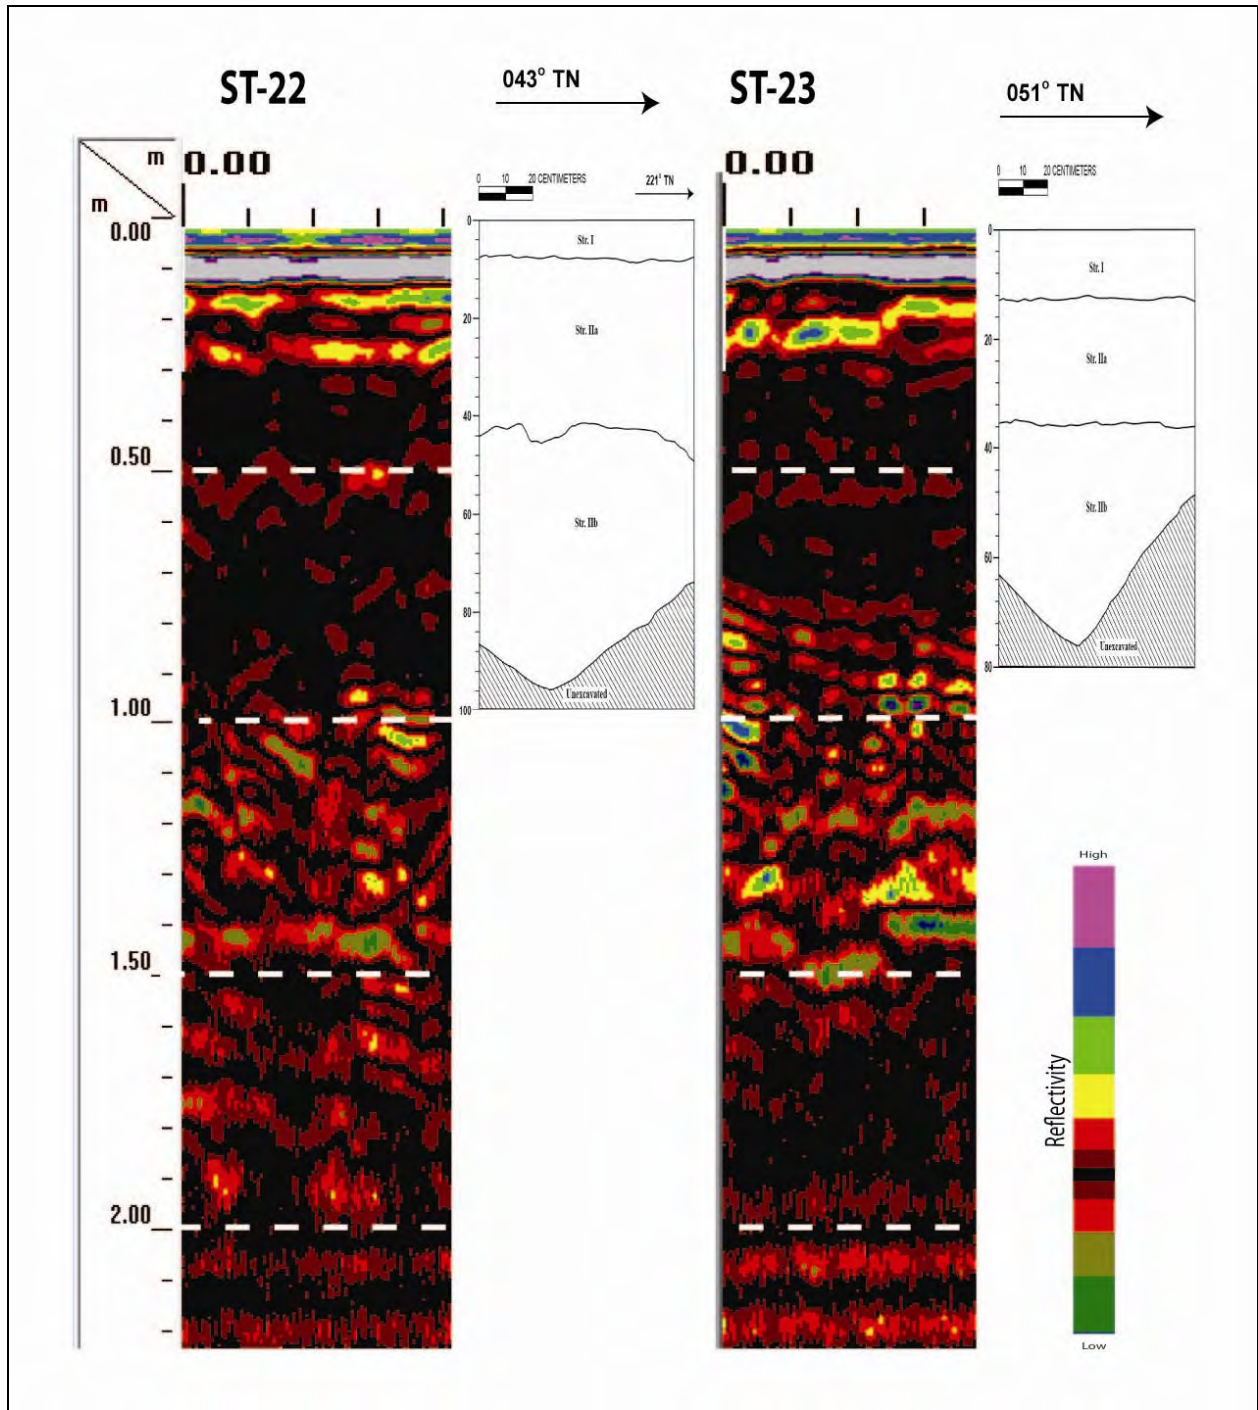 ST-22
043° TN
ST-23
051° TN
m 0.00
m
0.00
0.50
1.00
1.50
2.00
0 10 20 CENTIMETERS
221° TN
0
20
40
60
80
100
Str. I
Str. IIa
Str. IIb
Unexcavated
0.00
0 10 20 CENTIMETERS
0
20
40
60
80
Str. I
Str. IIa
Str. IIb
Unexcavated
High
Reflectivity
Low